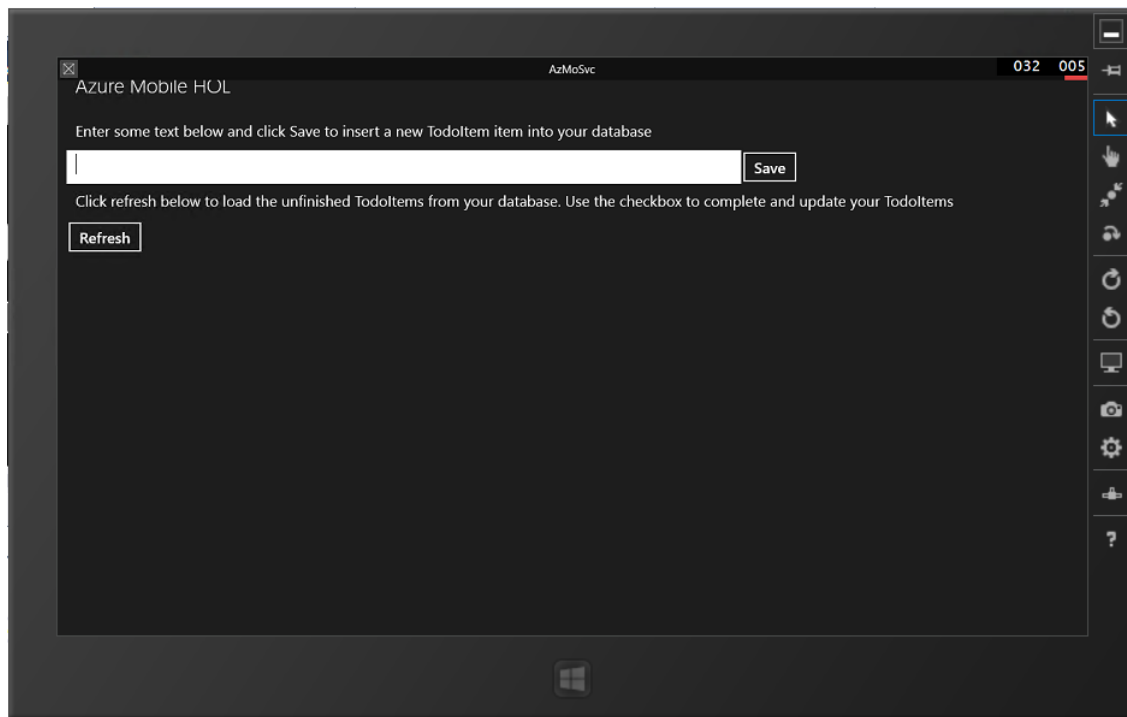 AzMoSvc
032 005
Azure Mobile HOL
Enter some text below and click Save to insert a new TodoItem item into your database
Save
Click refresh below to load the unfinished TodoItems from your database. Use the checkbox to complete and update your TodoItems
Refresh
?